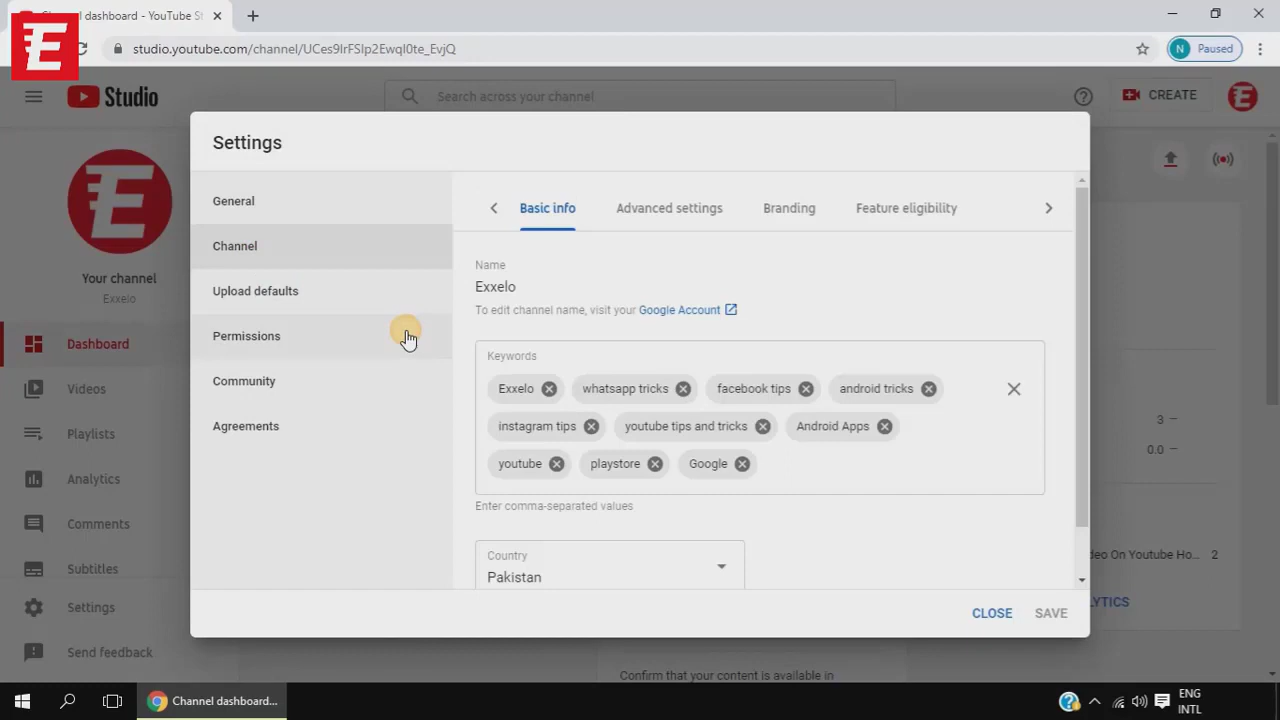 Channel dashboard - YouTube St
studio.youtube.com/channel/UCes9IrFSIp2EwqI0te_EvjQ
N Paused
Studio
Search across your channel
CREATE
Settings
General
Channel
Upload defaults
Permissions
Community
Agreements
Basic info
Advanced settings
Branding
Feature eligibility
Name
Exxelo
To edit channel name, visit your Google Account
Keywords
Exxelo
whatsapp tricks
facebook tips
android tricks
instagram tips
youtube tips and tricks
Android Apps
youtube
playstore
Google
Enter comma-separated values
Country
Pakistan
CLOSE
SAVE
Your channel
Exxelo
Dashboard
Videos
Playlists
Analytics
Comments
Subtitles
Settings
Send feedback
3 –
0.0 –
deo On Youtube Ho... 2
LYTICS
Confirm that your content is available in
Channel dashboard...
ENG
INTL